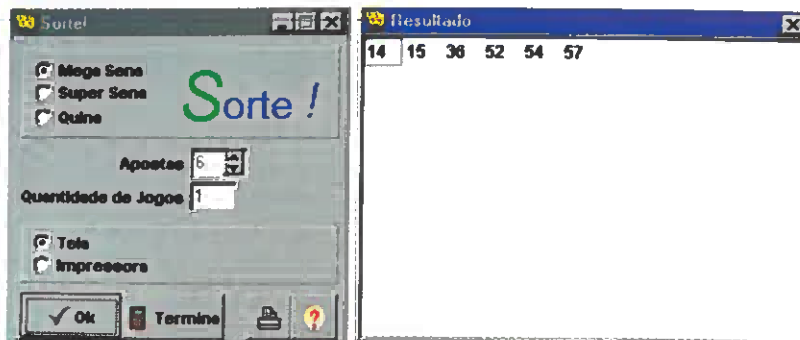 Sorte!
Mega Sena
Super Sena
Quina
Sorte !
Apostas 6
Quantidade de Jogos 1
Tela
Impressora
Ok
Termina
?
Resultado
14 15 36 52 54 57